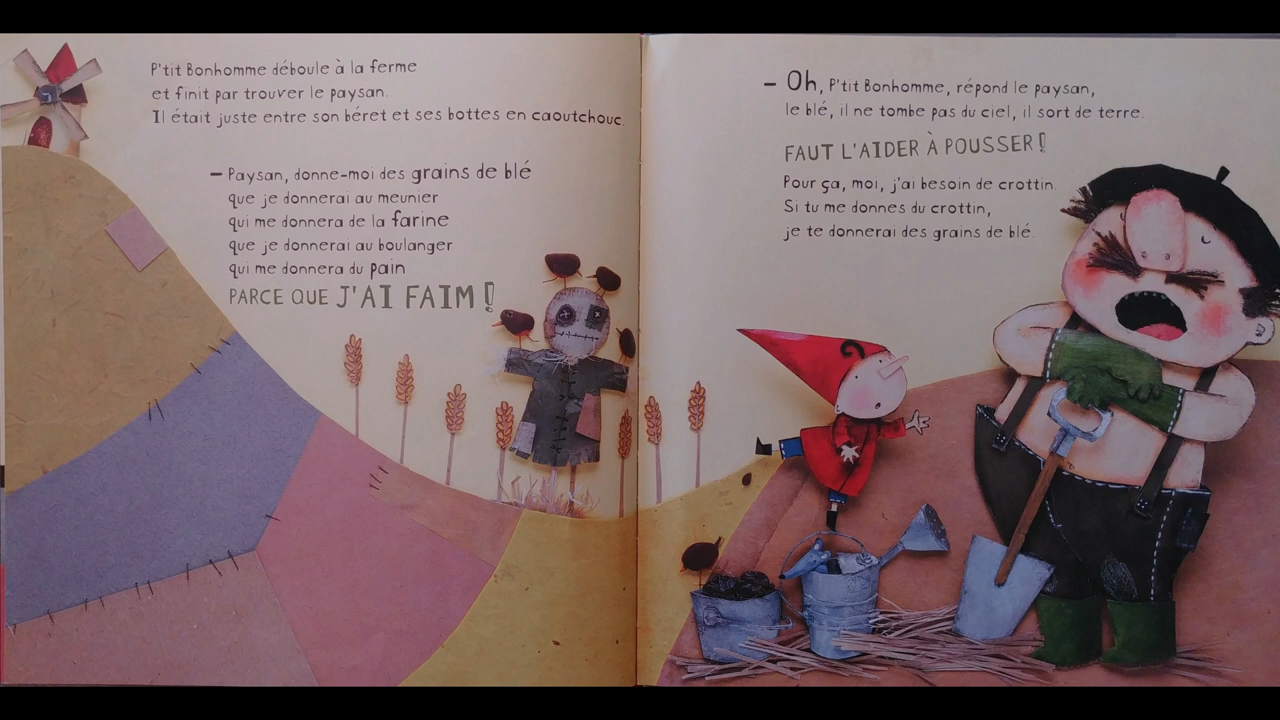 P'tit Bonhomme déboule à la ferme
et finit par trouver le paysan.
Il était juste entre son béret et ses bottes en caoutchouc.
– Paysan, donne-moi des grains de blé
que je donnerai au meunier
qui me donnera de la farine
que je donnerai au boulanger
qui me donnera du pain
PARCE QUE J'AI FAIM !
– Oh, P'tit Bonhomme, répond le paysan,
le blé, il ne tombe pas du ciel, il sort de terre.
FAUT L'AIDER À POUSSER !
Pour ça, moi, j'ai besoin de crottin.
Si tu me donnes du crottin,
je te donnerai des grains de blé.